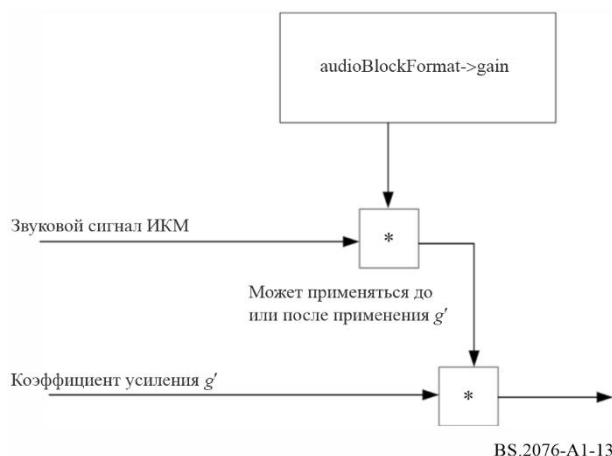 audioBlockFormat->gain
Звуковой сигнал ИКМ
*
Может применяться до
или после применения g′
Коэффициент усиления g′
*
BS.2076-A1-13